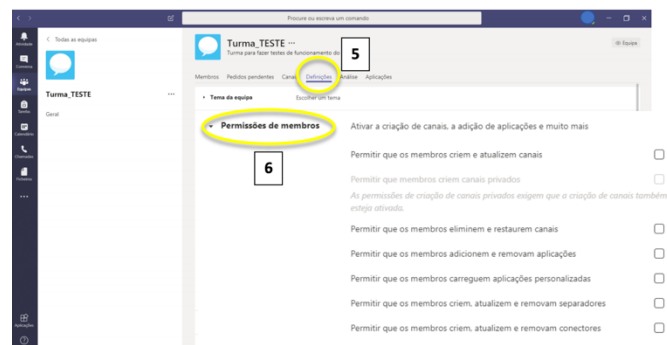 Procure ou escreva um comando
Todas as equipas
Turma_TESTE ...
Turma para fazer testes de funcionamento do
5
Equipa
Membros Pedidos pendentes Canais Definições Análise Aplicações
Turma_TESTE ...
Geral
Tema da equipa Escolher um tema
Permissões de membros Ativar a criação de canais, a adição de aplicações e muito mais
6
Permitir que os membros criem e atualizem canais
Permitir que membros criem canais privados
As permissões de criação de canais privados exigem que a criação de canais também
esteja ativada.
Permitir que os membros eliminem e restaurem canais
Permitir que os membros adicionem e removam aplicações
Permitir que os membros carreguem aplicações personalizadas
Permitir que os membros criem, atualizem e removam separadores
Permitir que os membros criem, atualizem e removam conectores
Equipas
Tarefas
Calendário
Chamadas
Ficheiros
Aplicações